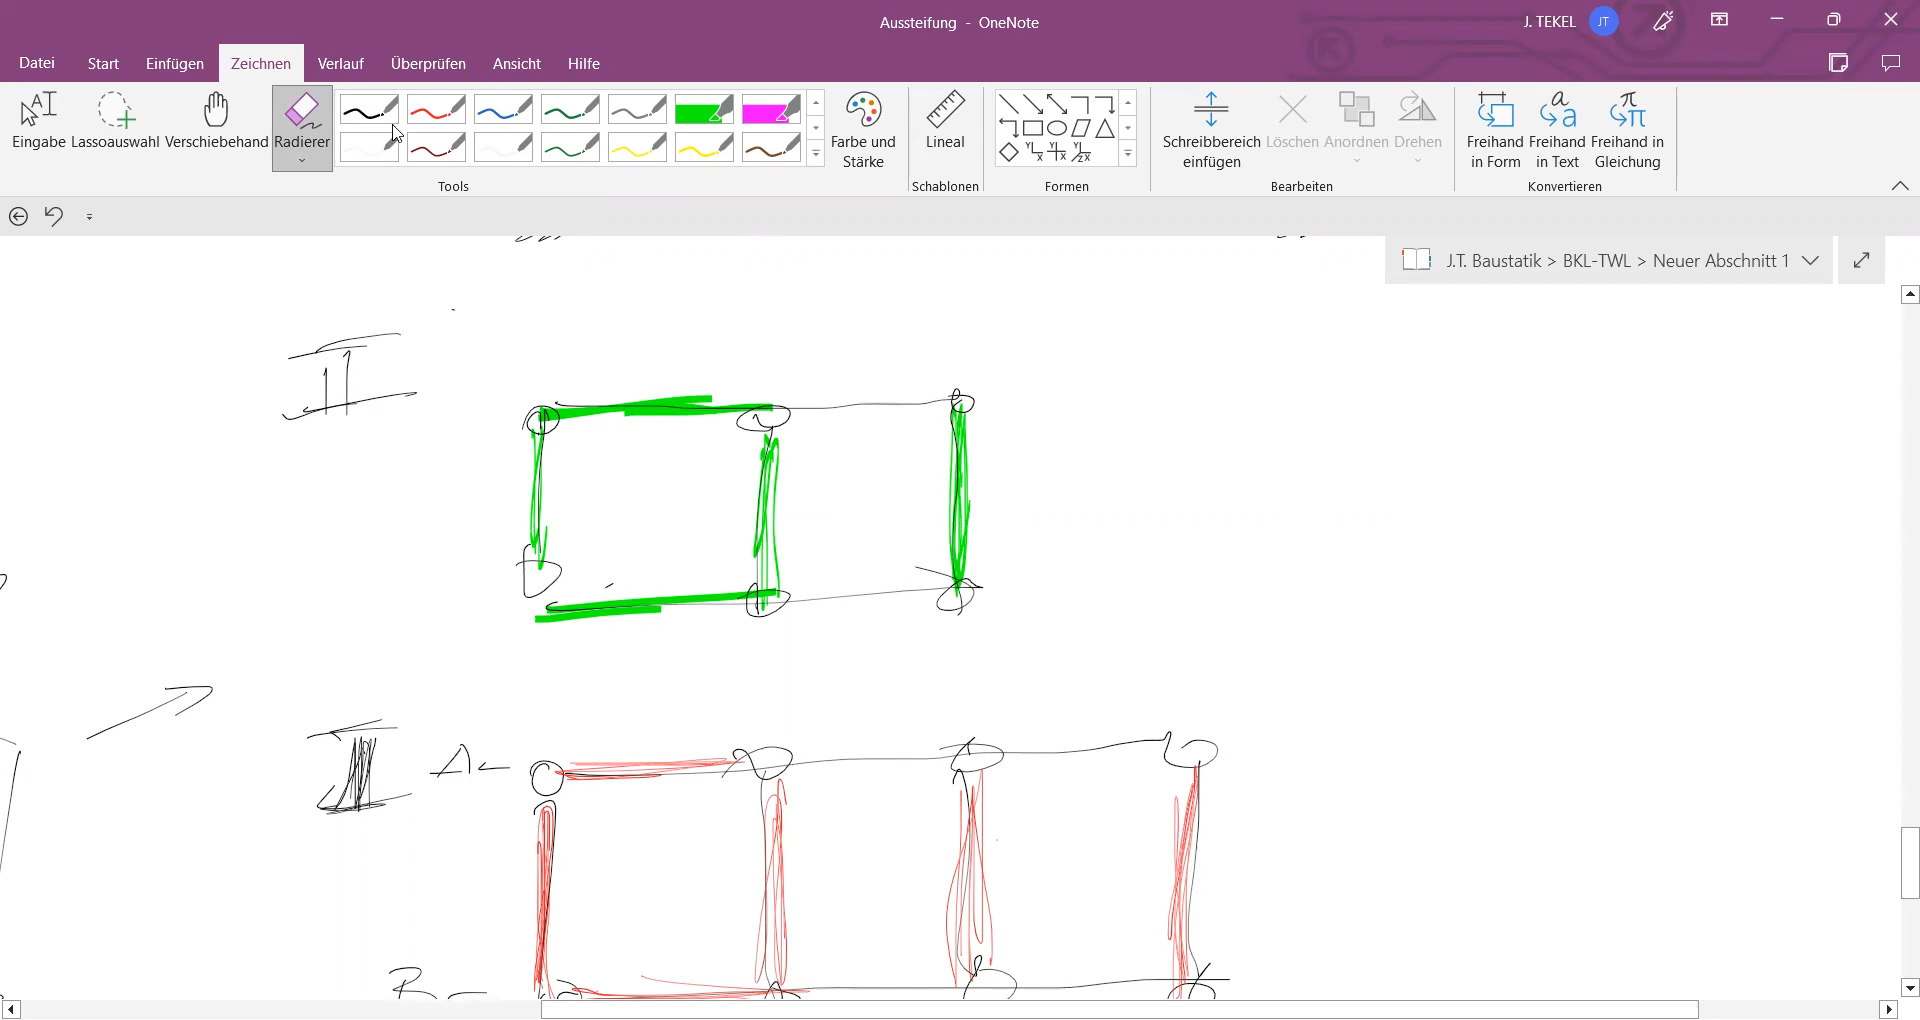 Aussteifung - OneNote
J. TEKEL
JT
Datei Start Einfügen Zeichnen Verlauf Überprüfen Ansicht Hilfe
Eingabe Lassoauswahl Verschiebehand Radierer
Farbe und Stärke
Lineal
Schreibbereich einfügen
Löschen Anordnen Drehen
Freihand in Form
Freihand in Text
Freihand in Gleichung
Tools Schablonen Formen Bearbeiten Konvertieren
J.T. Baustatik > BKL-TWL > Neuer Abschnitt 1
II
III A
B